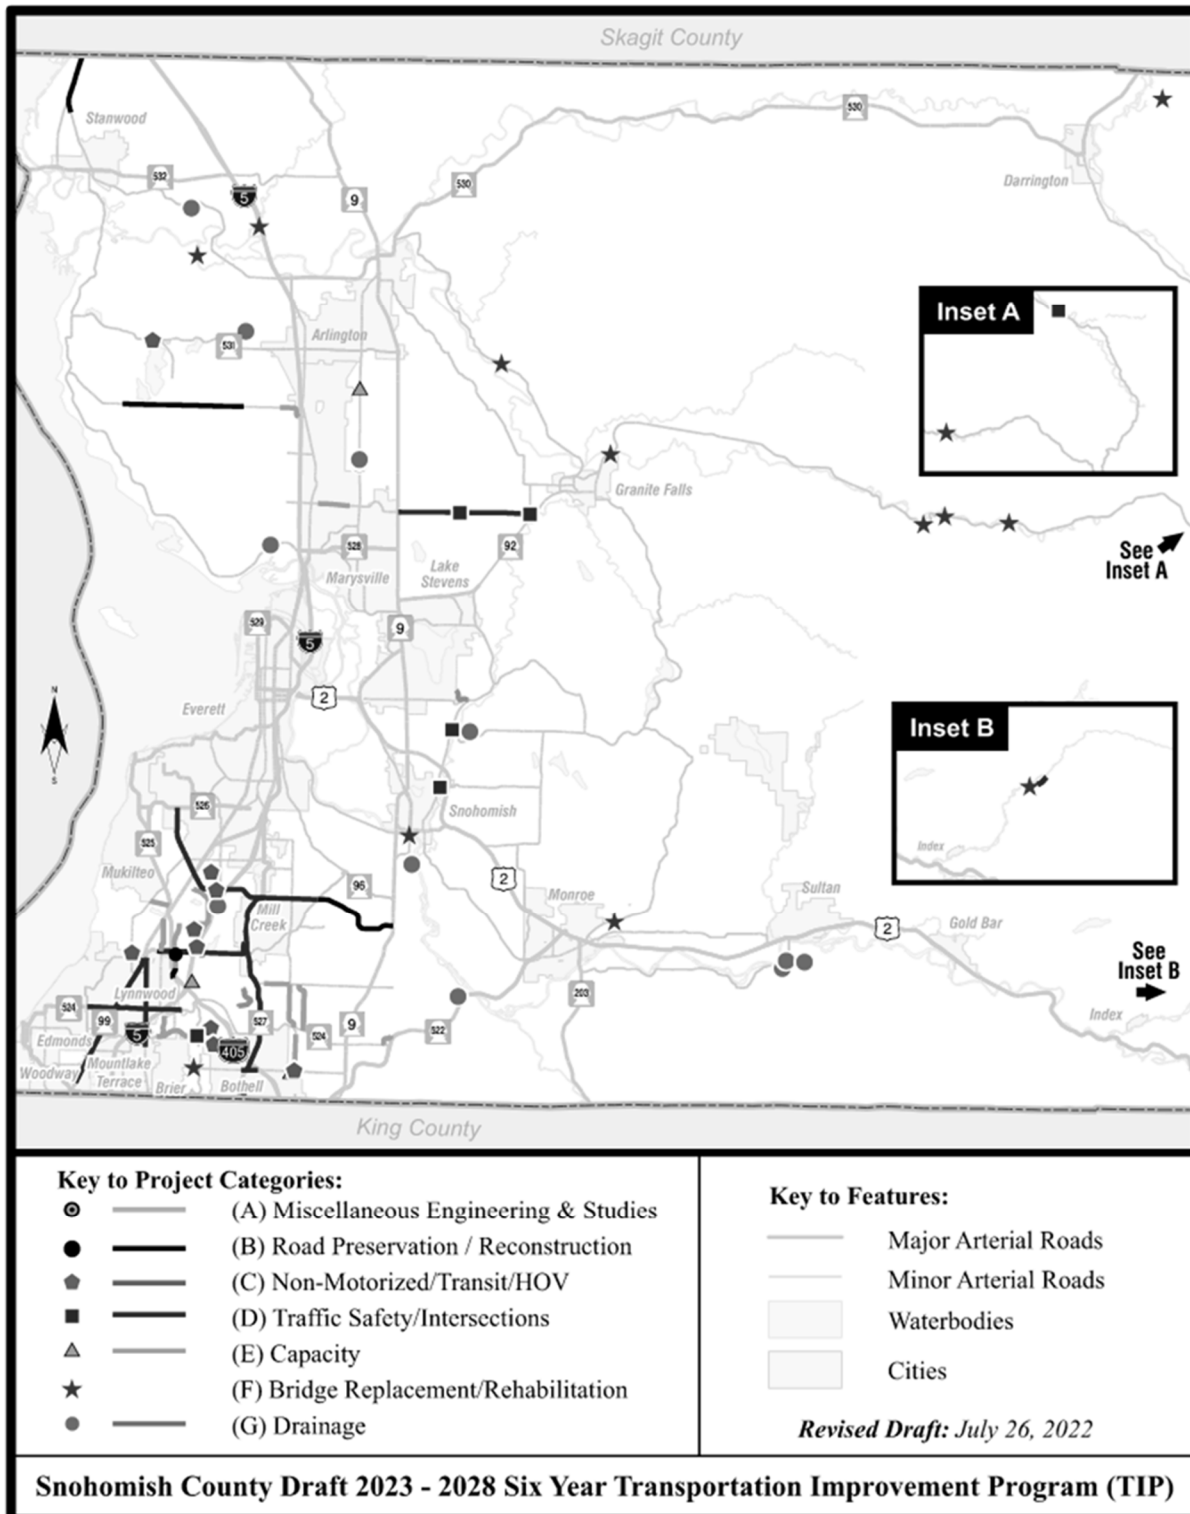 Skagit County
Stanwood
532
5
9
530
530
Darrington
Inset A
Arlington
531
Granite Falls
92
528
Marysville
Lake
Stevens
See
Inset A
529
5
9
2
Everett
Inset B
Index
N
S
526
525
Mukilteo
Snohomish
96
2
Mill
Creek
Monroe
Sultan
2
Gold Bar
See
Inset B
Index
203
Lynnwood
524
99
5
527
524
9
522
405
Edmonds
Woodway
Mountlake
Terrace
Brier
Bothell
King County
Key to Project Categories:
(A) Miscellaneous Engineering & Studies
(B) Road Preservation / Reconstruction
(C) Non-Motorized/Transit/HOV
(D) Traffic Safety/Intersections
(E) Capacity
(F) Bridge Replacement/Rehabilitation
(G) Drainage
Key to Features:
Major Arterial Roads
Minor Arterial Roads
Waterbodies
Cities
Revised Draft: July 26, 2022
Snohomish County Draft 2023 - 2028 Six Year Transportation Improvement Program (TIP)